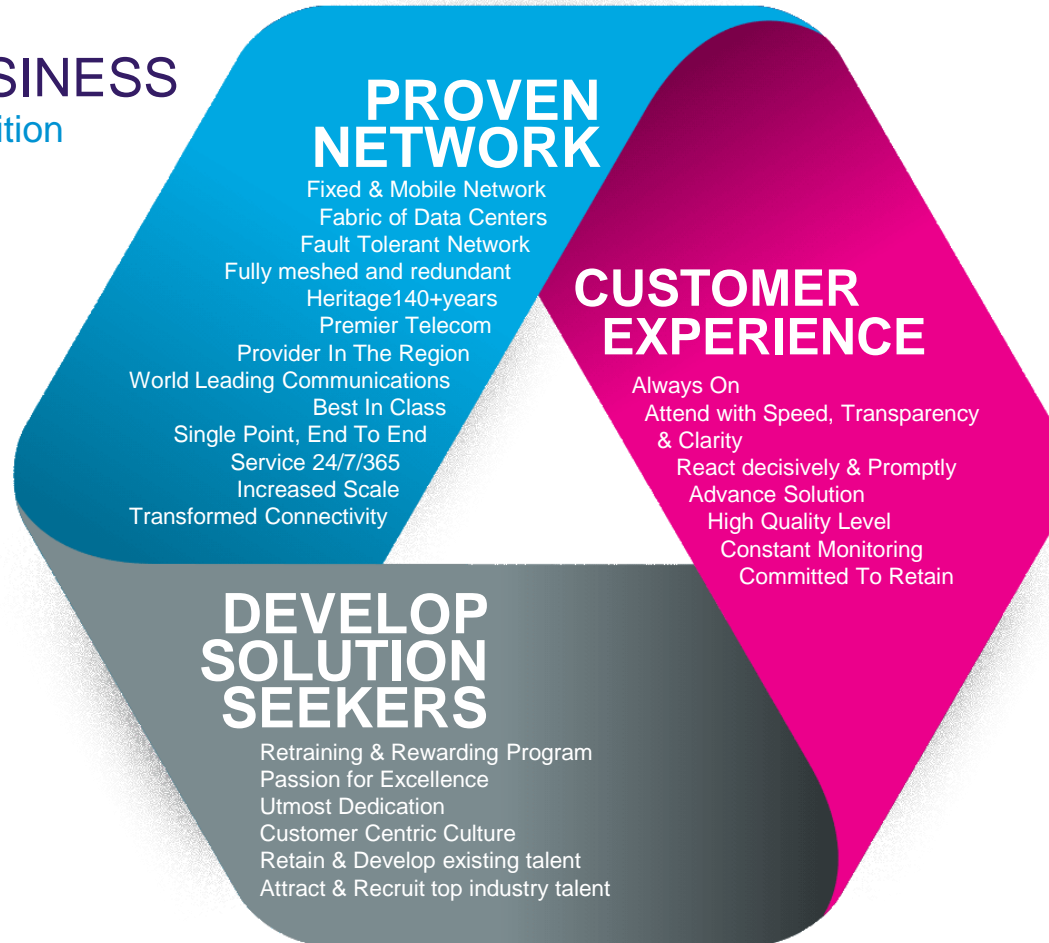 SINESS
ition
PROVEN
NETWORK
Fixed & Mobile Network
Fabric of Data Centers
Fault Tolerant Network
Fully meshed and redundant
Heritage140+years
Premier Telecom
Provider In The Region
World Leading Communications
Best In Class
Single Point, End To End
Service 24/7/365
Increased Scale
Transformed Connectivity
CUSTOMER
EXPERIENCE
Always On
Attend with Speed, Transparency
& Clarity
React decisively & Promptly
Advance Solution
High Quality Level
Constant Monitoring
Committed To Retain
DEVELOP
SOLUTION
SEEKERS
Retraining & Rewarding Program
Passion for Excellence
Utmost Dedication
Customer Centric Culture
Retain & Develop existing talent
Attract & Recruit top industry talent